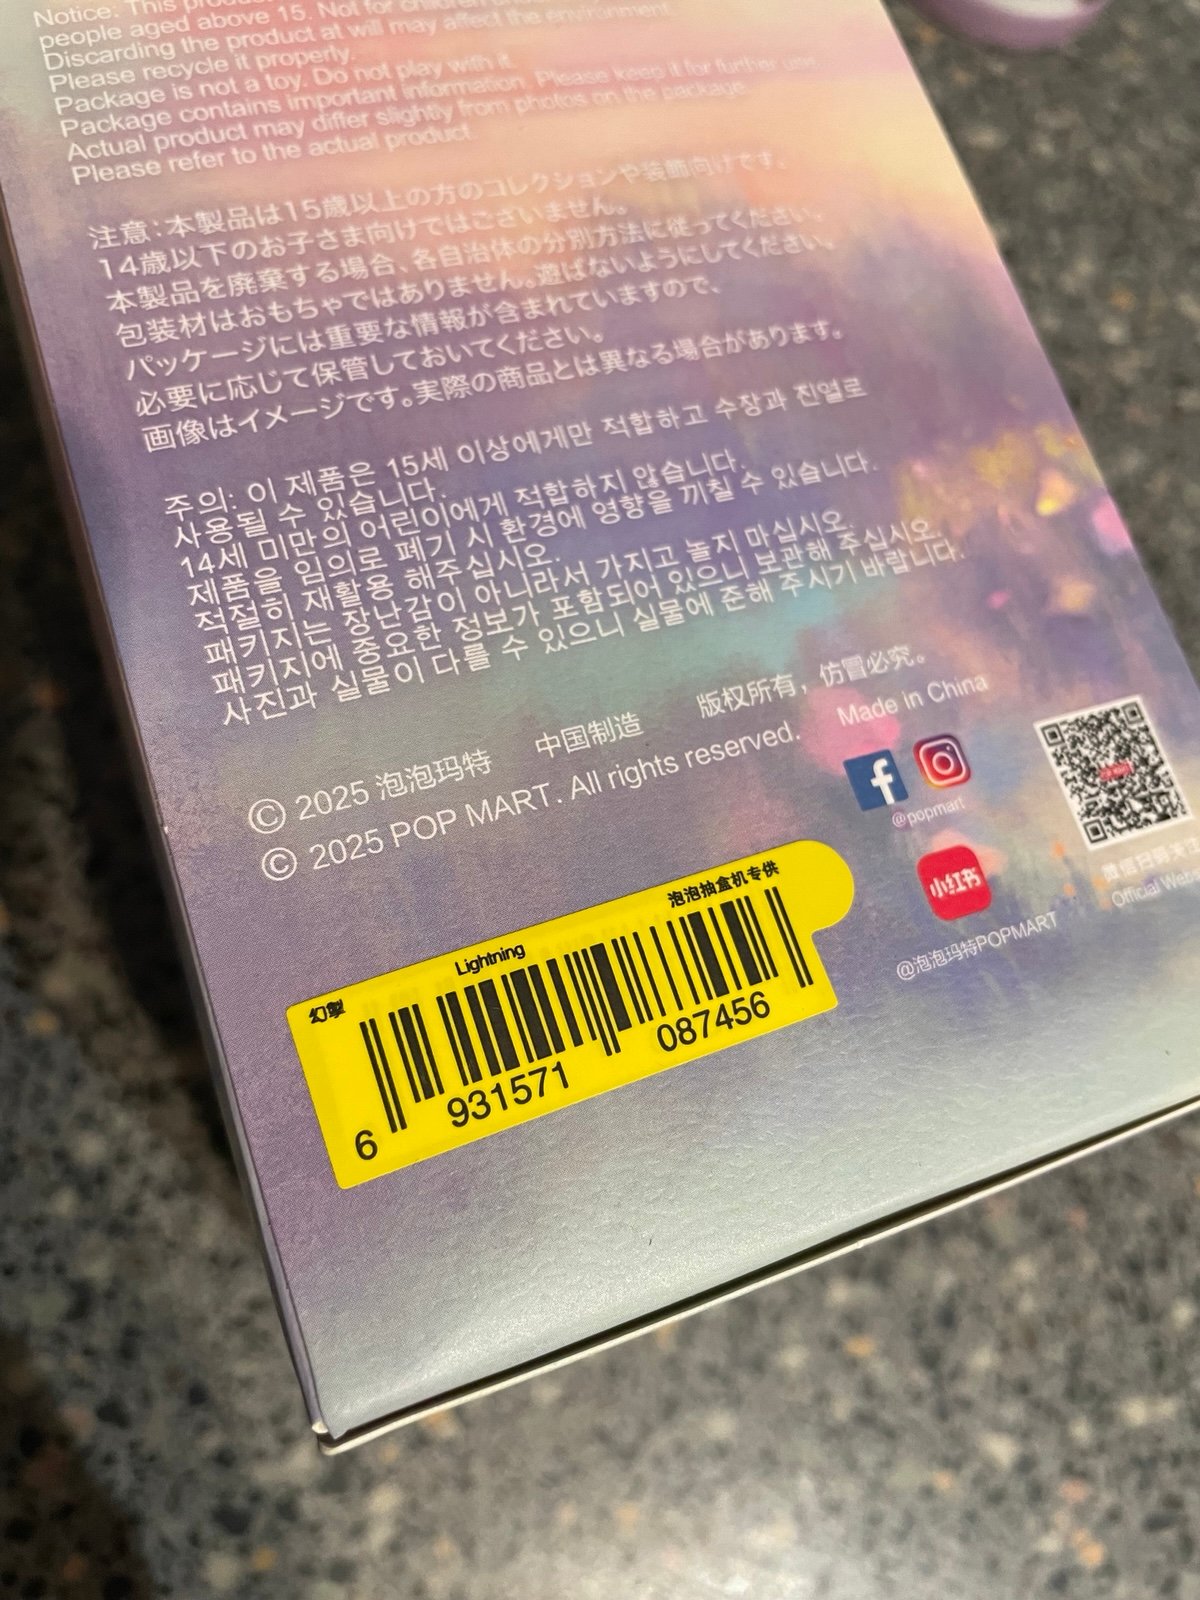 Notice: This
people aged above 15. Not for children
Discarding the product at will may affect the environment.
Please recycle it properly.
Package is not a toy. Do not play with it.
Package contains important information. Please keep it for further use.
Actual product may differ slightly from photos on the package.
Please refer to the actual product.
注意:本製品は15歳以上の方のコレクションや装飾向けです。
14歳以下のお子さま向けではございません。
本製品を廃棄する場合、各自治体の分別方法に従ってください。
包装材はおもちゃではありません。遊ばないようにしてください。
パッケージには重要な情報が含まれていますので、
必要に応じて保管しておいてください。
画像はイメージです。実際の商品とは異なる場合があります。
주의: 이 제품은 15세 이상에게만 적합하고 수장과 진열로
사용될 수 있습니다.
14세 미만의 어린이에게 적합하지 않습니다.
제품을 임의로 폐기 시 환경에 영향을 끼칠 수 있습니다.
적절히 재활용 해주십시오.
패키지는 장난감이 아니라서 가지고 놀지 마십시오.
패키지에 중요한 정보가 포함되어 있으니 보관해 주십시오.
사진과 실물이 다를 수 있으니 실물에 준해 주시기 바랍니다.
© 2025 泡泡玛特 中国制造 版权所有，仿冒必究。
© 2025 POP MART. All rights reserved. Made in China
@popmart
小红书
@泡泡玛特POPMART
微信扫码关注
Official
泡泡抽盒机专供
Lightning
6 931571 087456